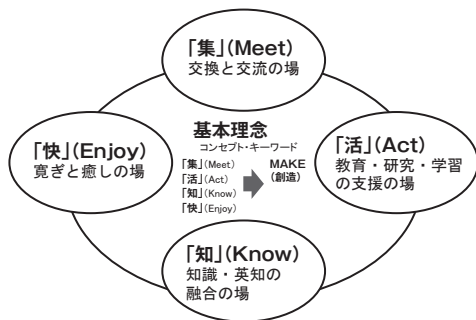 「集」(Meet)
交換と交流の場
「快」(Enjoy)
寛ぎと癒しの場
基本理念
コンセプト・キーワード
「集」(Meet)
「活」(Act)
「知」(Know)
「快」(Enjoy)
MAKE
(創造)
「活」(Act)
教育・研究・学習
の支援の場
「知」(Know)
知識・英知の
融合の場